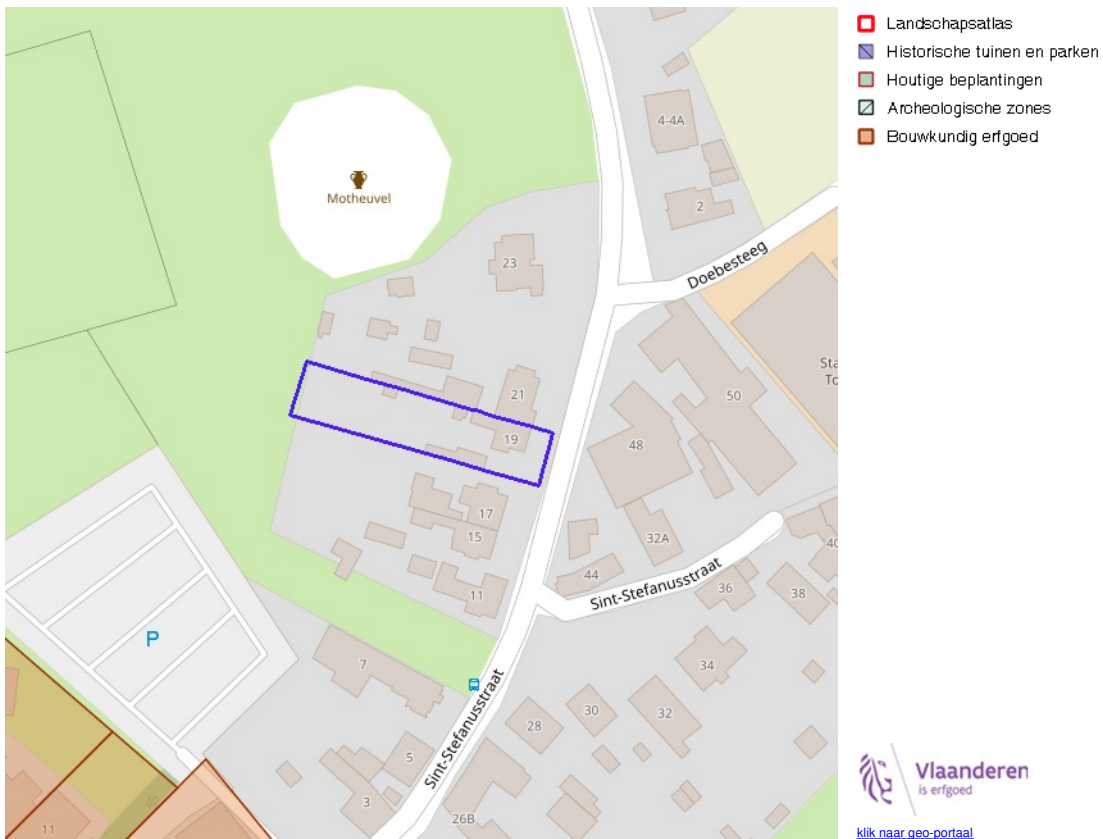 Landschapsatlas
Historische tuinen en parken
Houtige beplantingen
Archeologische zones
Bouwkundig erfgoed
4-4A
Motheuvel
2
23
Doebesteeg
Sta
To
21
50
19
48
17
15
32A
44
Sint-Stefanusstraat
36
38
40
11
P
7
34
Sint-Stefanusstraat
30
32
28
5
3
26B
11
Vlaanderen
is erfgoed
klik naar geo-portaal